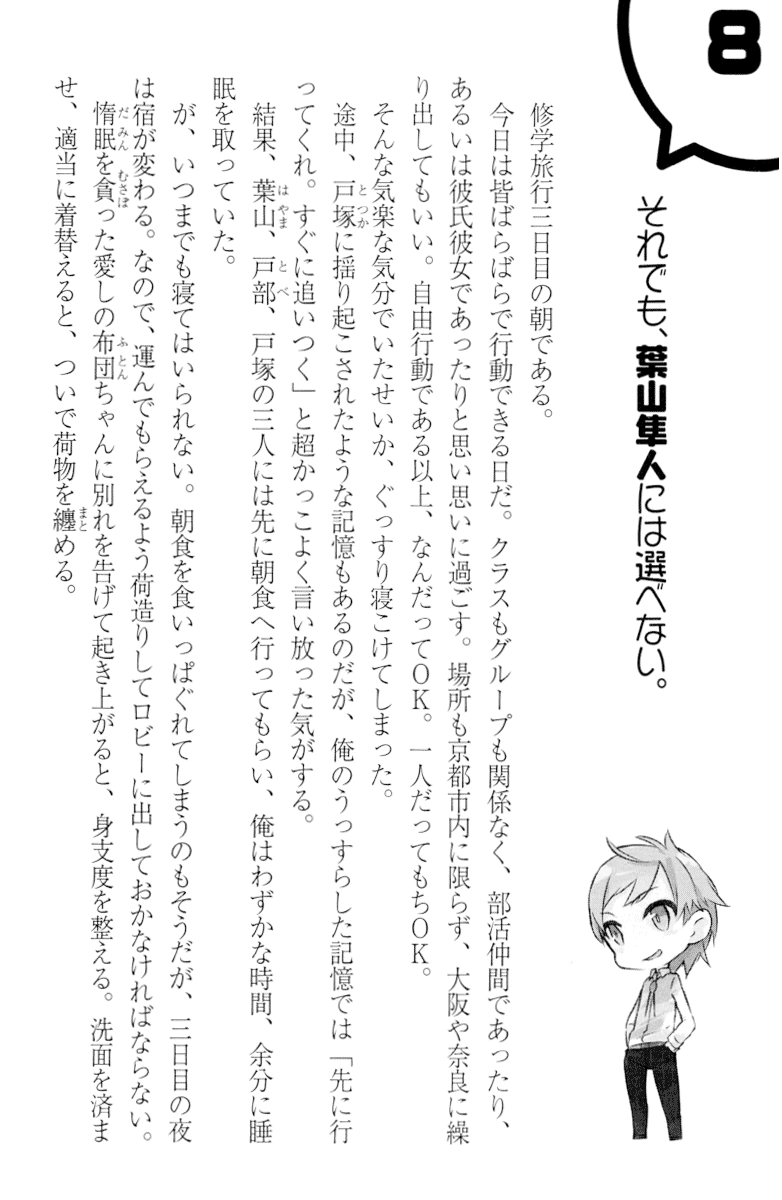 8
それでも、葉山隼人には選べない。
修学旅行三日目の朝である。
今日は皆ばらばらで行動できる日だ。クラスもグループも関係なく、部活仲間であったり、
あるいは彼氏彼女であったりと思い思いに過ごす。場所も京都市内に限らず、大阪や奈良に繰
り出してもいい。自由行動である以上、なんだってOK。一人だってもちOK。
そんな気楽な気分でいたせいか、ぐっすり寝こけてしまった。
途中、戸塚に揺り起こされたような記憶もあるのだが、俺のうっすらした記憶では「先に行
ってくれ。すぐに追いつく」と超かっこよく言い放った気がする。
結果、葉山、戸部、戸塚の三人には先に朝食へ行ってもらい、俺はわずかな時間、余分に睡
眠を取っていた。
が、いつまでも寝てはいられない。朝食を食いっぱぐれてしまうのもそうだが、三日目の夜
は宿が変わる。なので、運んでもらえるよう荷造りしてロビーに出しておかなければならない。
惰眠を貪った愛しの布団ちゃんに別れを告げて起き上がると、身支度を整える。洗面を済ま
せ、適当に着替えると、ついで荷物を纏める。